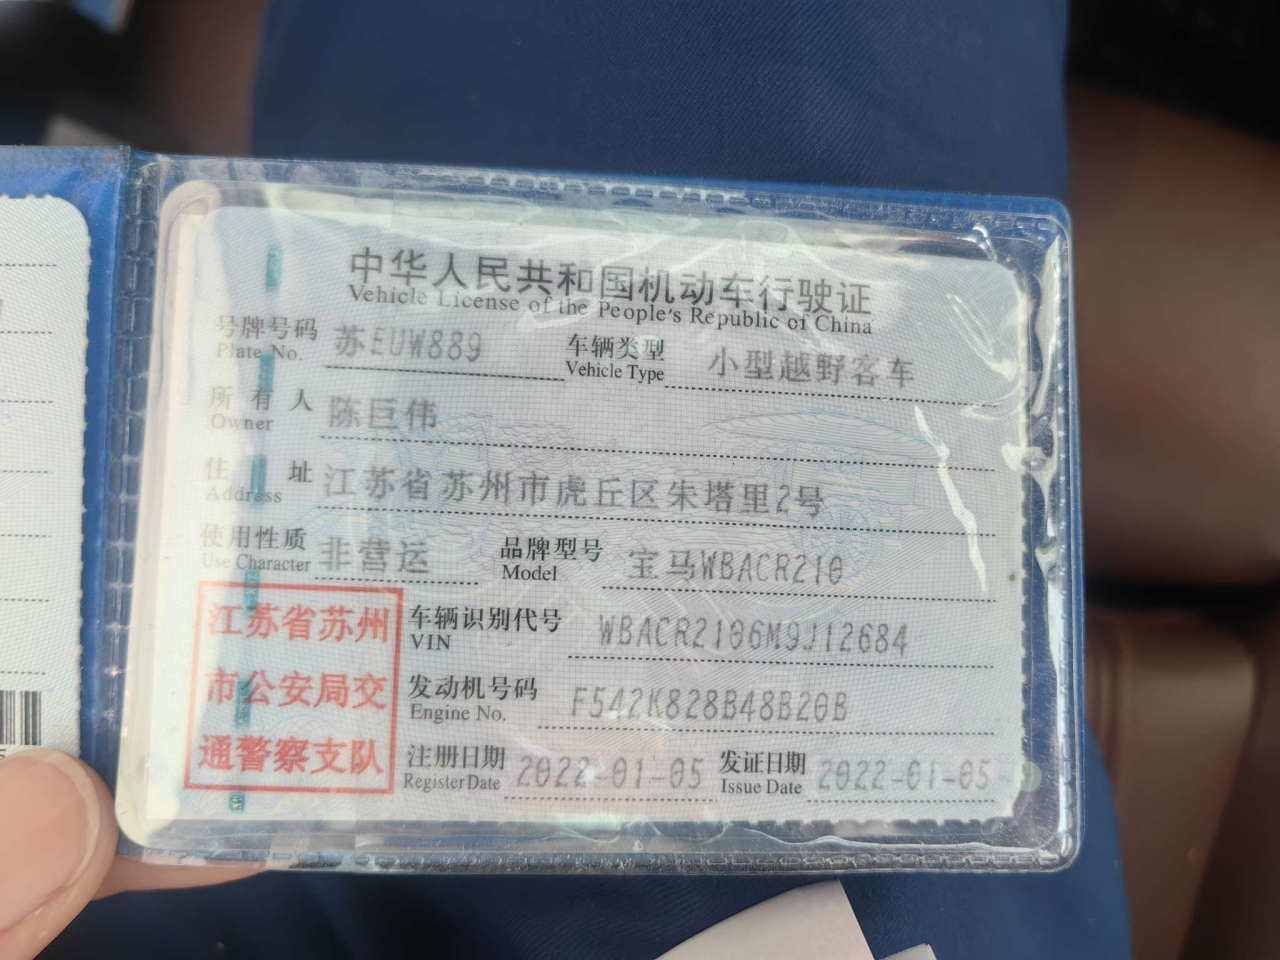 中华人民共和国机动车行驶证
Vehicle License of the People's Republic of China
号牌号码 苏EUW889 车辆类型 小型越野客车
Plate No. Vehicle Type
所有人 陈巨伟
Owner
住址 江苏省苏州市虎丘区朱塔里2号
Address
使用性质 非营运 品牌型号 宝马WBACR210
Use Character Model
江苏省苏州
市公安局交
通警察支队
车辆识别代号 WBACR2106M9J12684
VIN
发动机号码 F542K828B48B20B
Engine No.
注册日期 2022-01-05 发证日期 2022-01-05
Register Date Issue Date